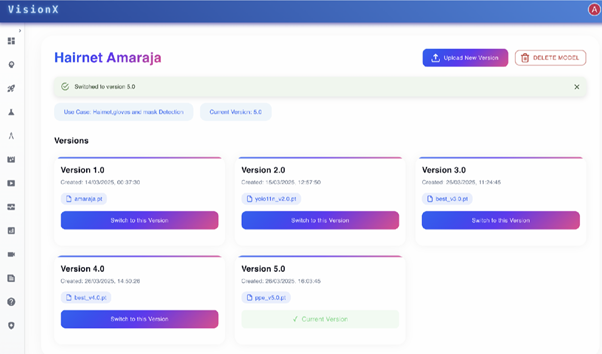 VisionX
A
Hairnet Amaraja
Upload New Version
DELETE MODEL
Switched to version 5.0
Use Case: Hairnet,gloves and mask Detection
Current Version: 5.0
Versions
Version 1.0
Created: 14/03/2025, 00:37:30
amaraja.pt
Switch to this Version
Version 2.0
Created: 15/03/2025, 12:57:50
yolo11n_v2.0.pt
Switch to this Version
Version 3.0
Created: 25/03/2025, 11:24:45
best_v3.0.pt
Switch to this Version
Version 4.0
Created: 26/03/2025, 14:50:28
best_v4.0.pt
Switch to this Version
Version 5.0
Created: 26/03/2025, 16:03:45
ppe_v5.0.pt
✓ Current Version